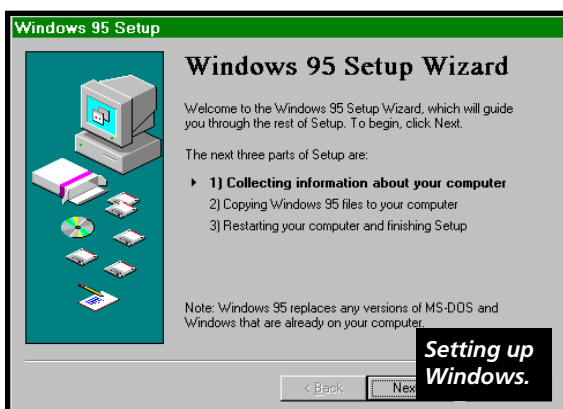 Windows 95 Setup
Windows 95 Setup Wizard
Welcome to the Windows 95 Setup Wizard, which will guide
you through the rest of Setup. To begin, click Next.
The next three parts of Setup are:
1) Collecting information about your computer
2) Copying Windows 95 files to your computer
3) Restarting your computer and finishing Setup
Note: Windows 95 replaces any versions of MS-DOS and
Windows that are already on your computer.
Setting up
Windows.
< Back